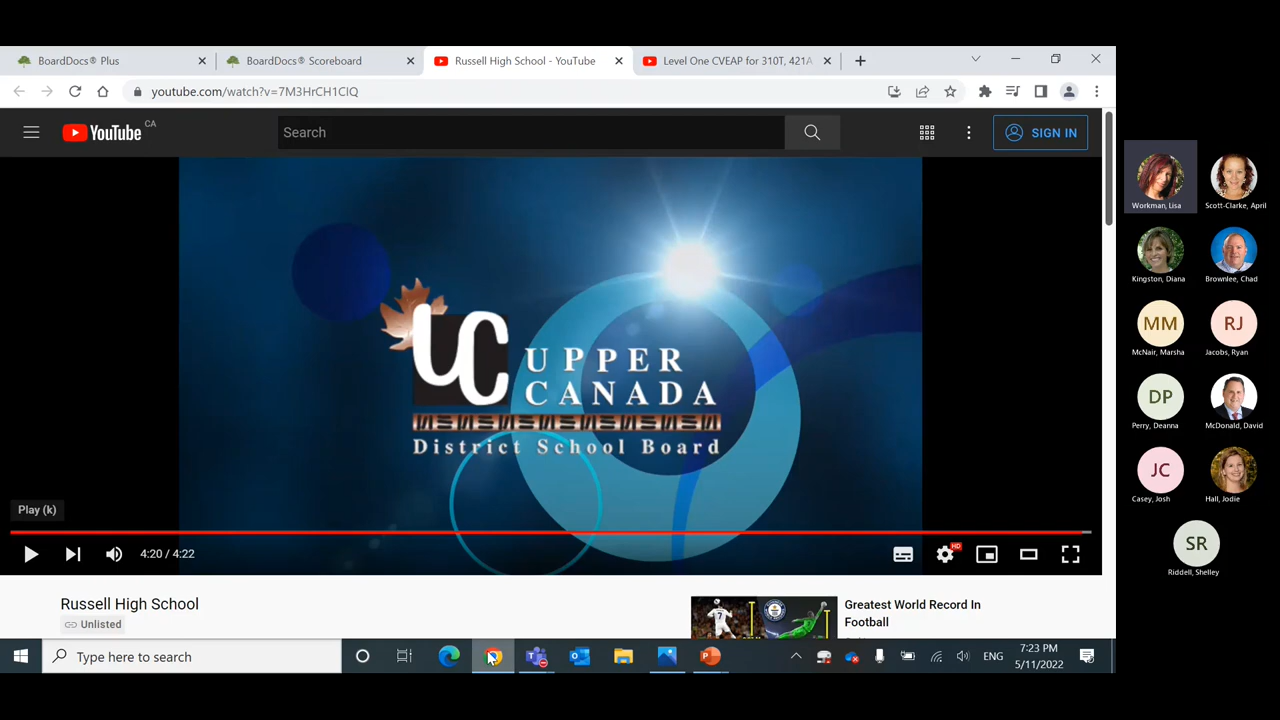 BoardDocs® Plus
BoardDocs® Scoreboard
Russell High School - YouTube
Level One CVEAP for 310T, 421A
youtube.com/watch?v=7M3HrCH1CIQ
YouTube CA
Search
SIGN IN
UC UPPER
CANADA
District School Board
Play (k)
4:20 / 4:22
HD
Russell High School
Unlisted
Greatest World Record In
Football
Type here to search
ENG
7:23 PM
5/11/2022
Workman, Lisa
Scott-Clarke, April
Kingston, Diana
Brownlee, Chad
MM
RJ
McNair, Marsha
Jacobs, Ryan
DP
Perry, Deanna
McDonald, David
JC
Casey, Josh
Hall, Jodie
SR
Riddell, Shelley